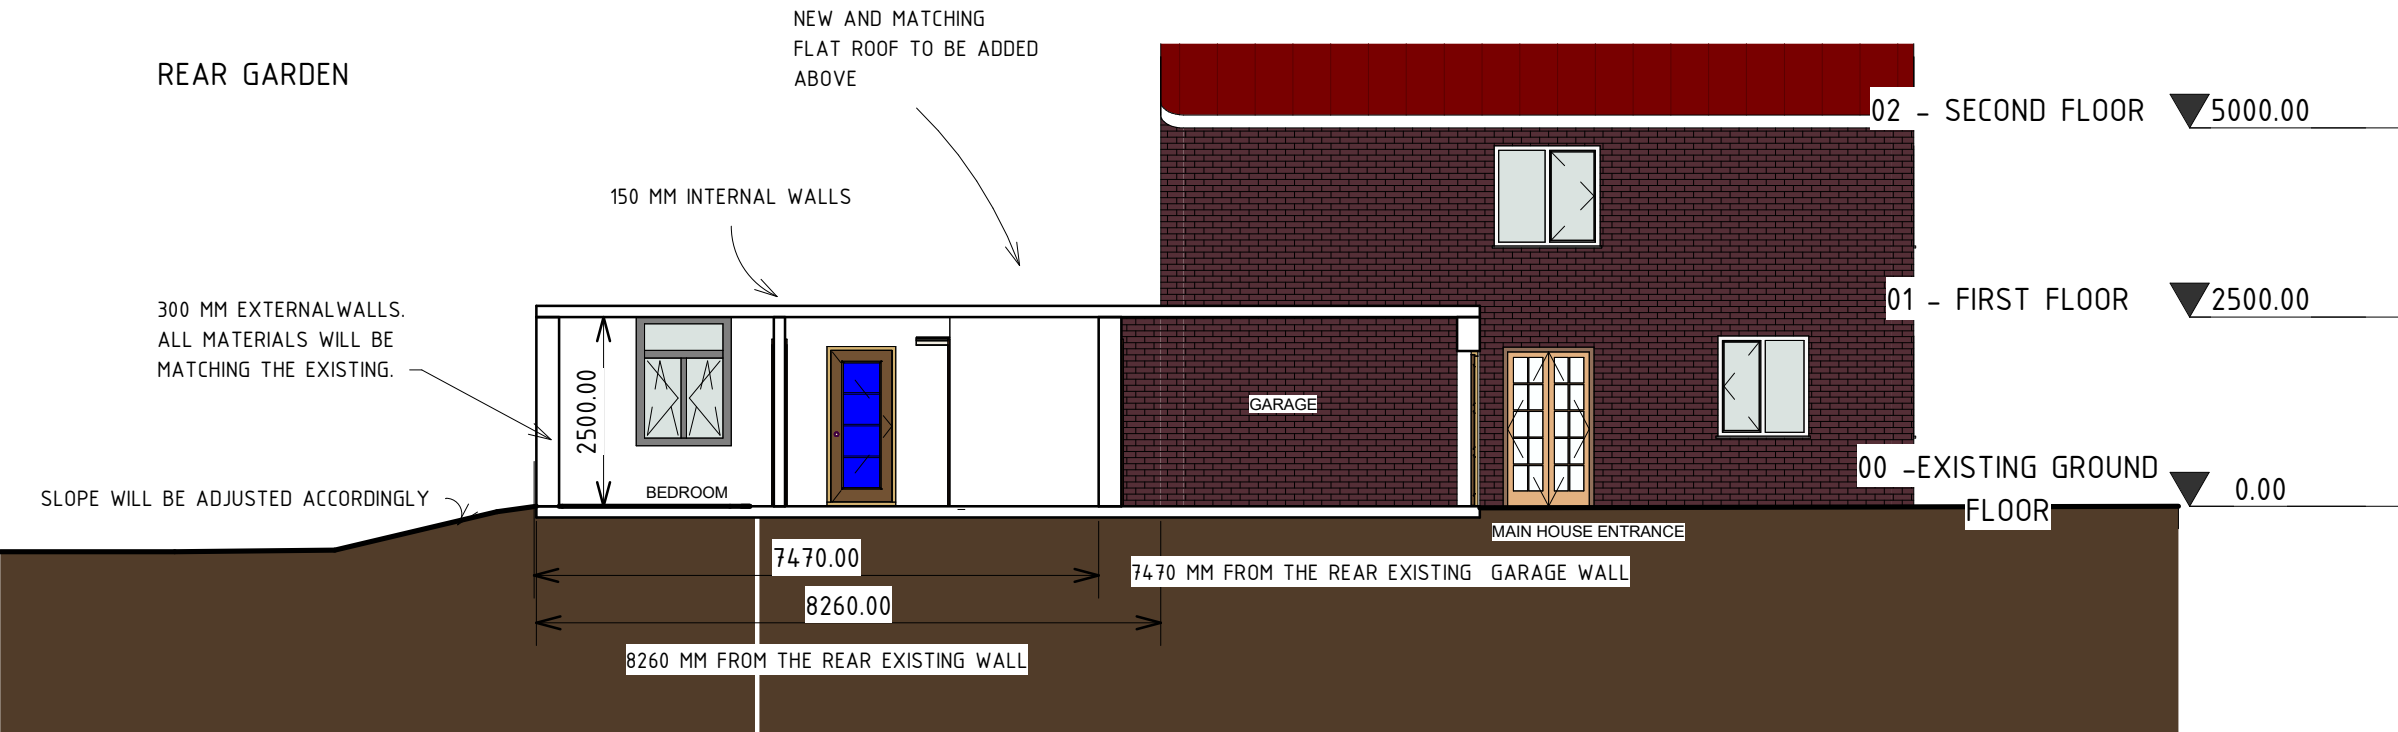 NEW AND MATCHING
FLAT ROOF TO BE ADDED
ABOVE
REAR GARDEN
02 - SECOND FLOOR 5000.00
150 MM INTERNAL WALLS
01 - FIRST FLOOR 2500.00
300 MM EXTERNALWALLS.
ALL MATERIALS WILL BE
MATCHING THE EXISTING.
2500.00
GARAGE
00 -EXISTING GROUND
FLOOR
0.00
BEDROOM
SLOPE WILL BE ADJUSTED ACCORDINGLY
MAIN HOUSE ENTRANCE
7470.00
7470 MM FROM THE REAR EXISTING GARAGE WALL
8260.00
8260 MM FROM THE REAR EXISTING WALL